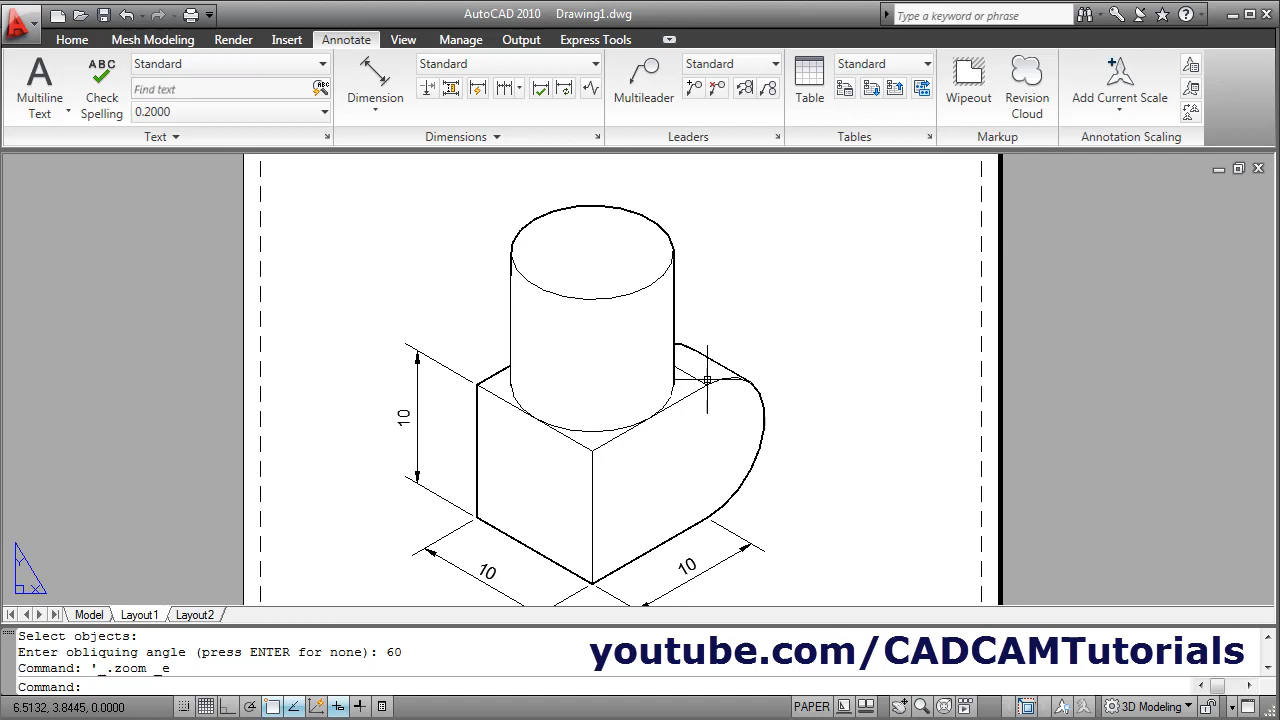 AutoCAD 2010 Drawing1.dwg
Type a keyword or phrase
Home Mesh Modeling Render Insert Annotate View Manage Output Express Tools
Multiline Text
ABC
Check Spelling
Standard
Find text
0.2000
Dimension
Standard
Multileader
Standard
Table
Standard
Wipeout
Revision Cloud
Add Current Scale
Text
Dimensions
Leaders
Tables
Markup
Annotation Scaling
10
10
10
Y
X
Model Layout1 Layout2
Select objects:
Enter obliquing angle (press ENTER for none): 60
Command: '_.zoom _e
Command:
youtube.com/CADCAMTutorials
6.5132, 3.8445, 0.0000
PAPER
3D Modeling